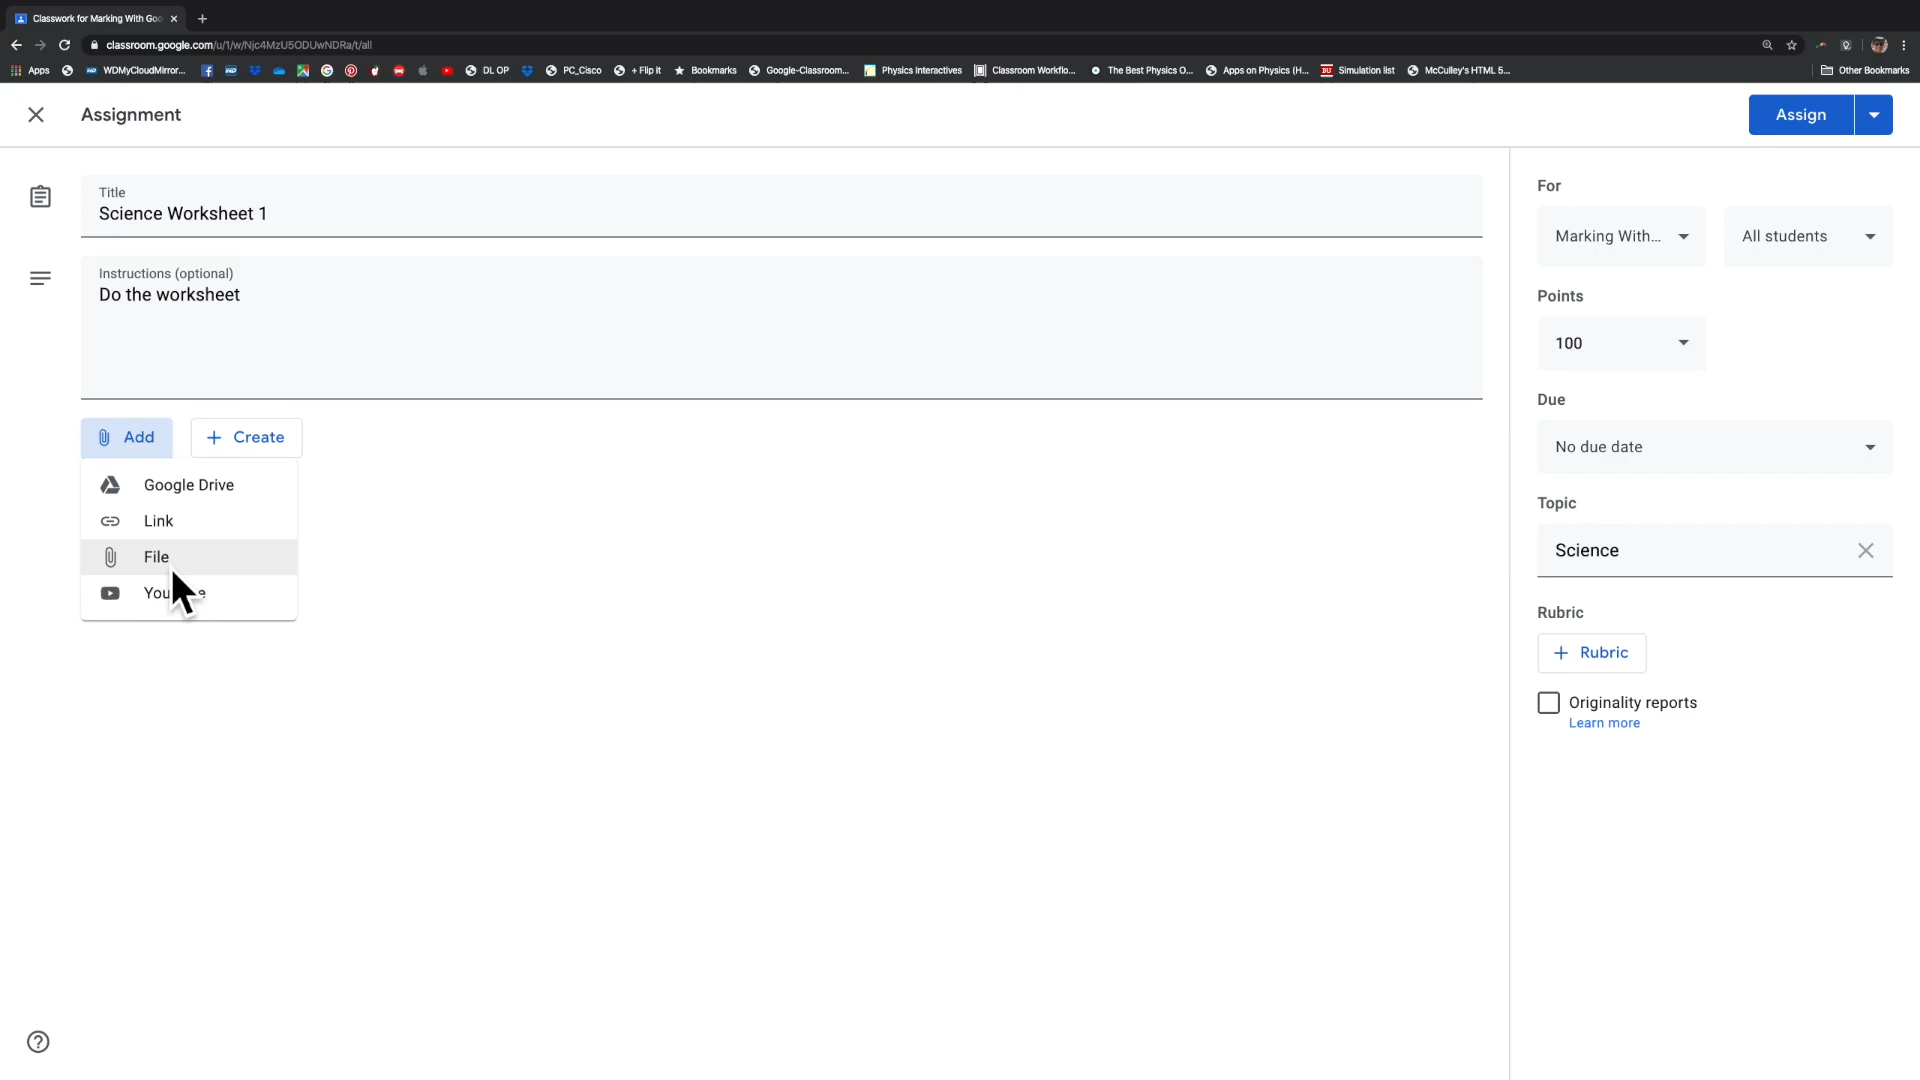 Classwork for Marking With Goo
classroom.google.com/u/1/w/Njc4MzU5ODUwNDRa/t/all
Apps WDMyCloudMirror... DL OP PC_Cisco + Flip it Bookmarks Google-Classroom... Physics Interactives Classroom Workflo... The Best Physics O... Apps on Physics (H... BU Simulation list McCulley's HTML 5... Other Bookmarks
Assignment
Assign
Title
Science Worksheet 1
Instructions (optional)
Do the worksheet
Add
Create
Google Drive
Link
File
For
Marking With...
All students
Points
100
Due
No due date
Topic
Science
Rubric
Rubric
Originality reports
Learn more